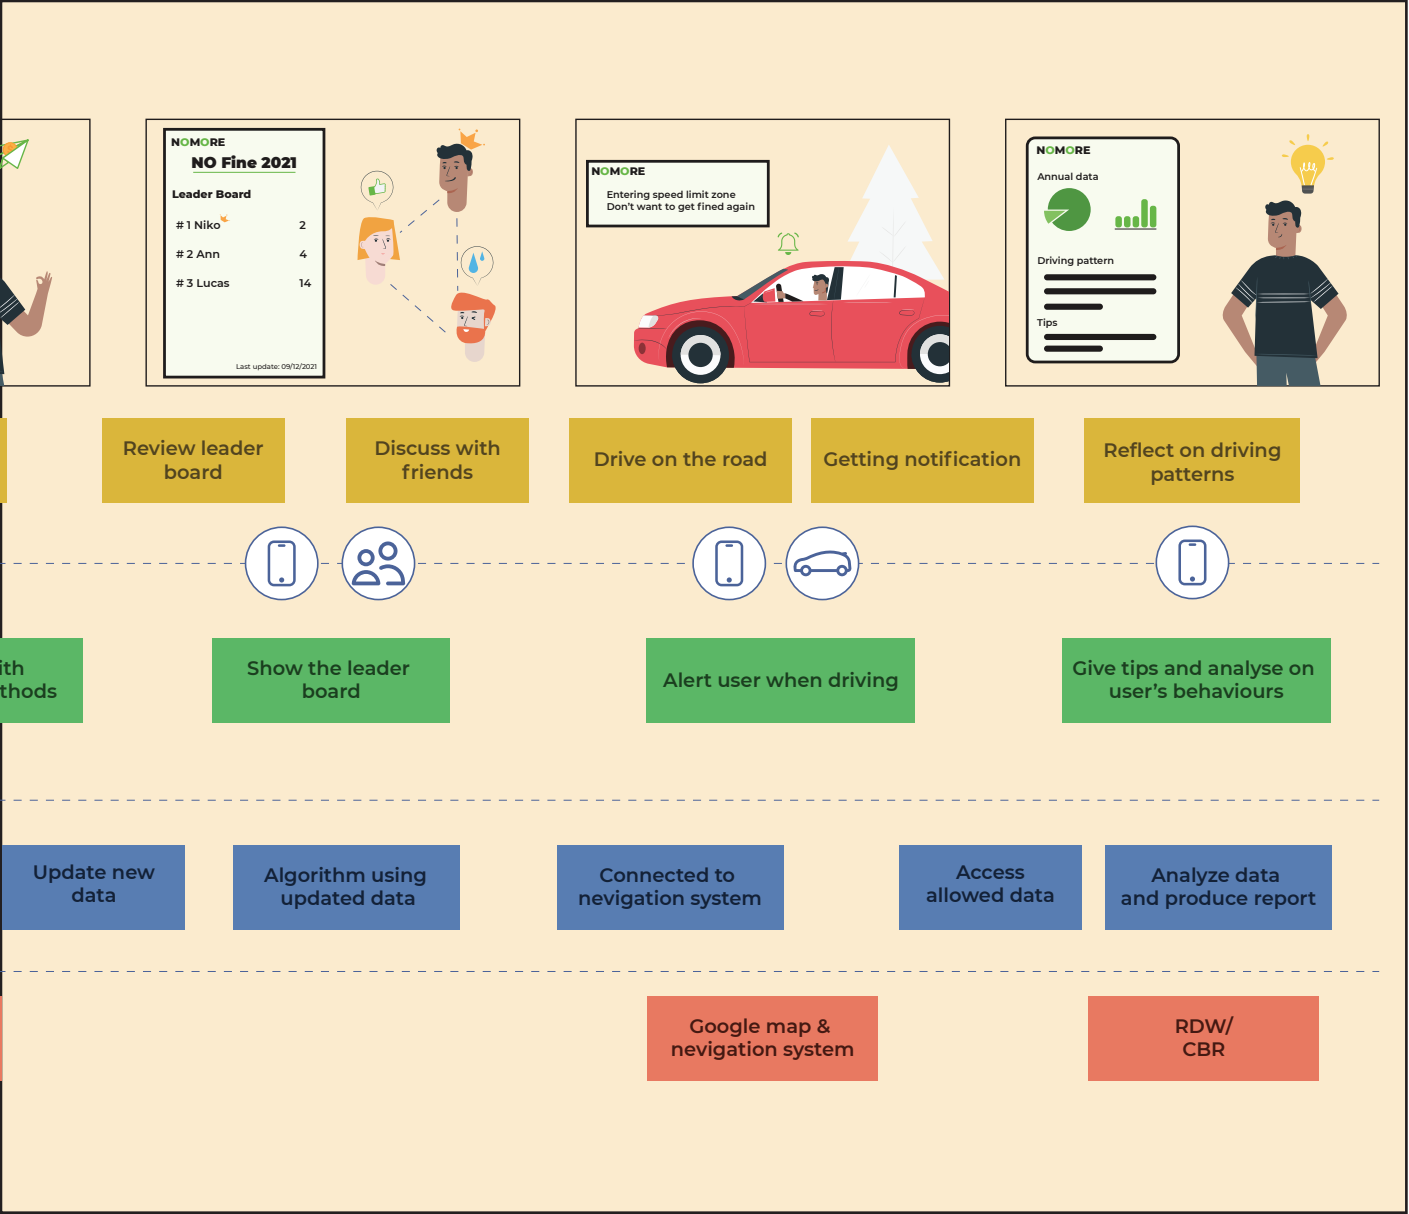 NOMORE
NO Fine 2021
Leader Board
# 1 Niko 2
# 2 Ann 4
# 3 Lucas 14
Last update: 09/12/2021
NOMORE
Entering speed limit zone
Don't want to get fined again
NOMORE
Annual data
Driving pattern
Tips
Review leader
board
Discuss with
friends
Drive on the road
Getting notification
Reflect on driving
patterns
ith
thods
Show the leader
board
Alert user when driving
Give tips and analyse on
user's behaviours
Update new
data
Algorithm using
updated data
Connected to
nevigation system
Access
allowed data
Analyze data
and produce report
Google map &
nevigation system
RDW/
CBR